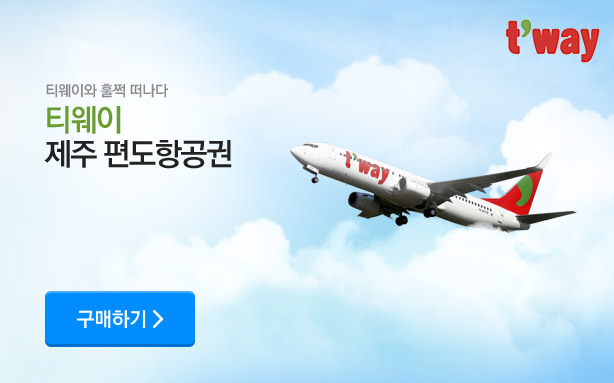 t'way
티웨이와 훌쩍 떠나다
티웨이
제주 편도항공권
t'way
구매하기 >